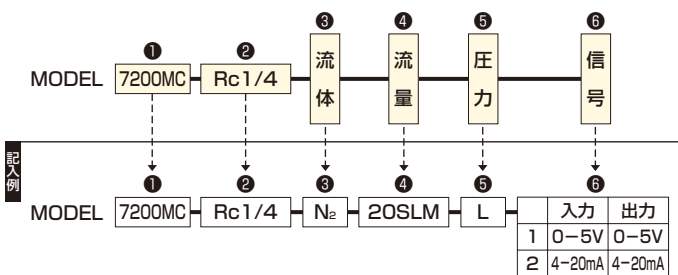 ❶ ❷ ❸ ❹ ❺ ❻
MODEL 7200MC Rc1/4 流体 流量 圧力 信号
記入例
❶ ❷ ❸ ❹ ❺ ❻
MODEL 7200MC Rc1/4 N₂ 20SLM L
入力 出力
1 0−5V 0−5V
2 4−20mA 4−20mA